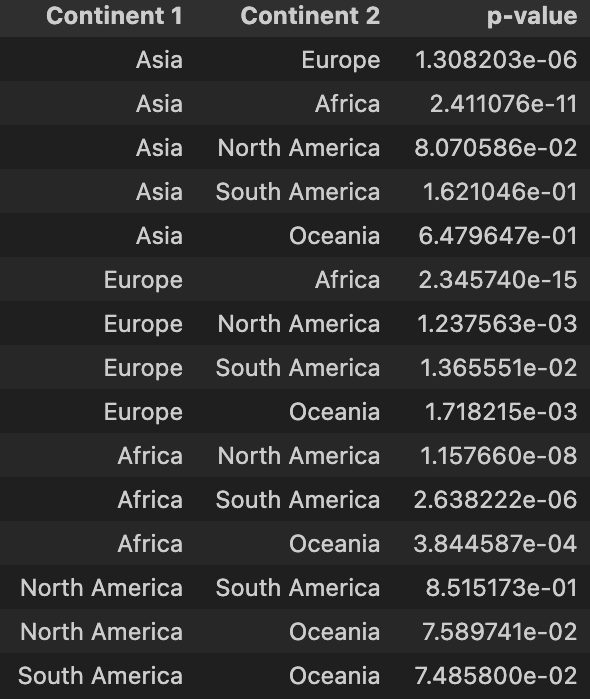 Continent 1 Continent 2 p-value
Asia Europe 1.308203e-06
Asia Africa 2.411076e-11
Asia North America 8.070586e-02
Asia South America 1.621046e-01
Asia Oceania 6.479647e-01
Europe Africa 2.345740e-15
Europe North America 1.237563e-03
Europe South America 1.365551e-02
Europe Oceania 1.718215e-03
Africa North America 1.157660e-08
Africa South America 2.638222e-06
Africa Oceania 3.844587e-04
North America South America 8.515173e-01
North America Oceania 7.589741e-02
South America Oceania 7.485800e-02